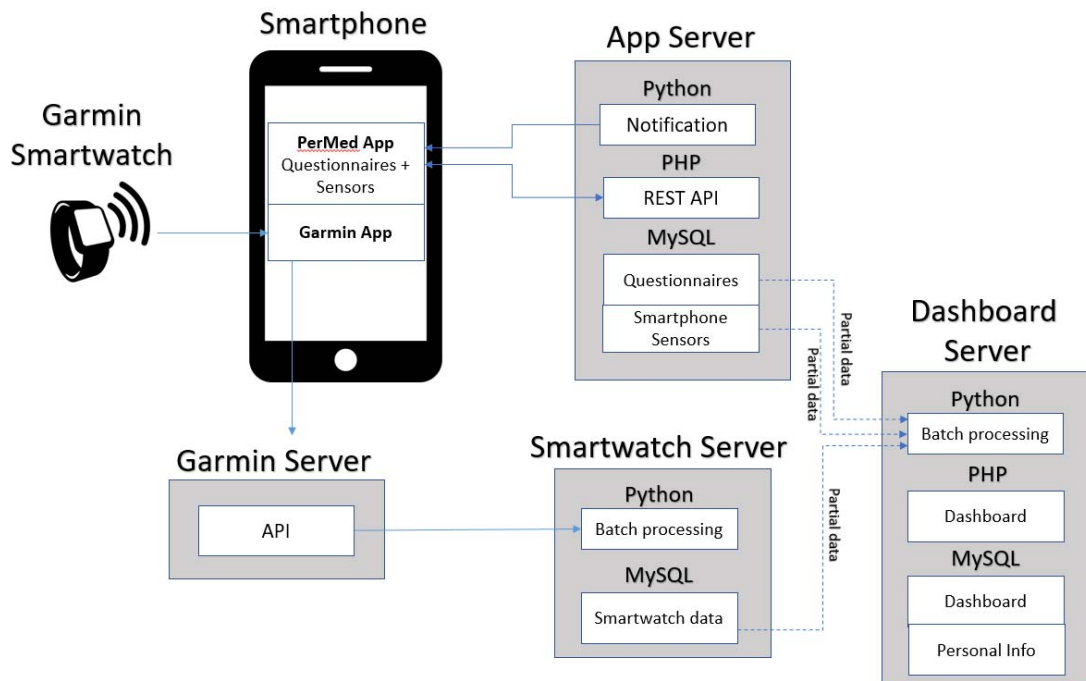 Smartphone
Garmin
Smartwatch
PerMed App
Questionnaires +
Sensors
Garmin App
App Server
Python
Notification
PHP
REST API
MySQL
Questionnaires
Smartphone
Sensors
Partial data
Partial data
Partial data
Garmin Server
API
Smartwatch Server
Python
Batch processing
MySQL
Smartwatch data
Dashboard
Server
Python
Batch processing
PHP
Dashboard
MySQL
Dashboard
Personal Info